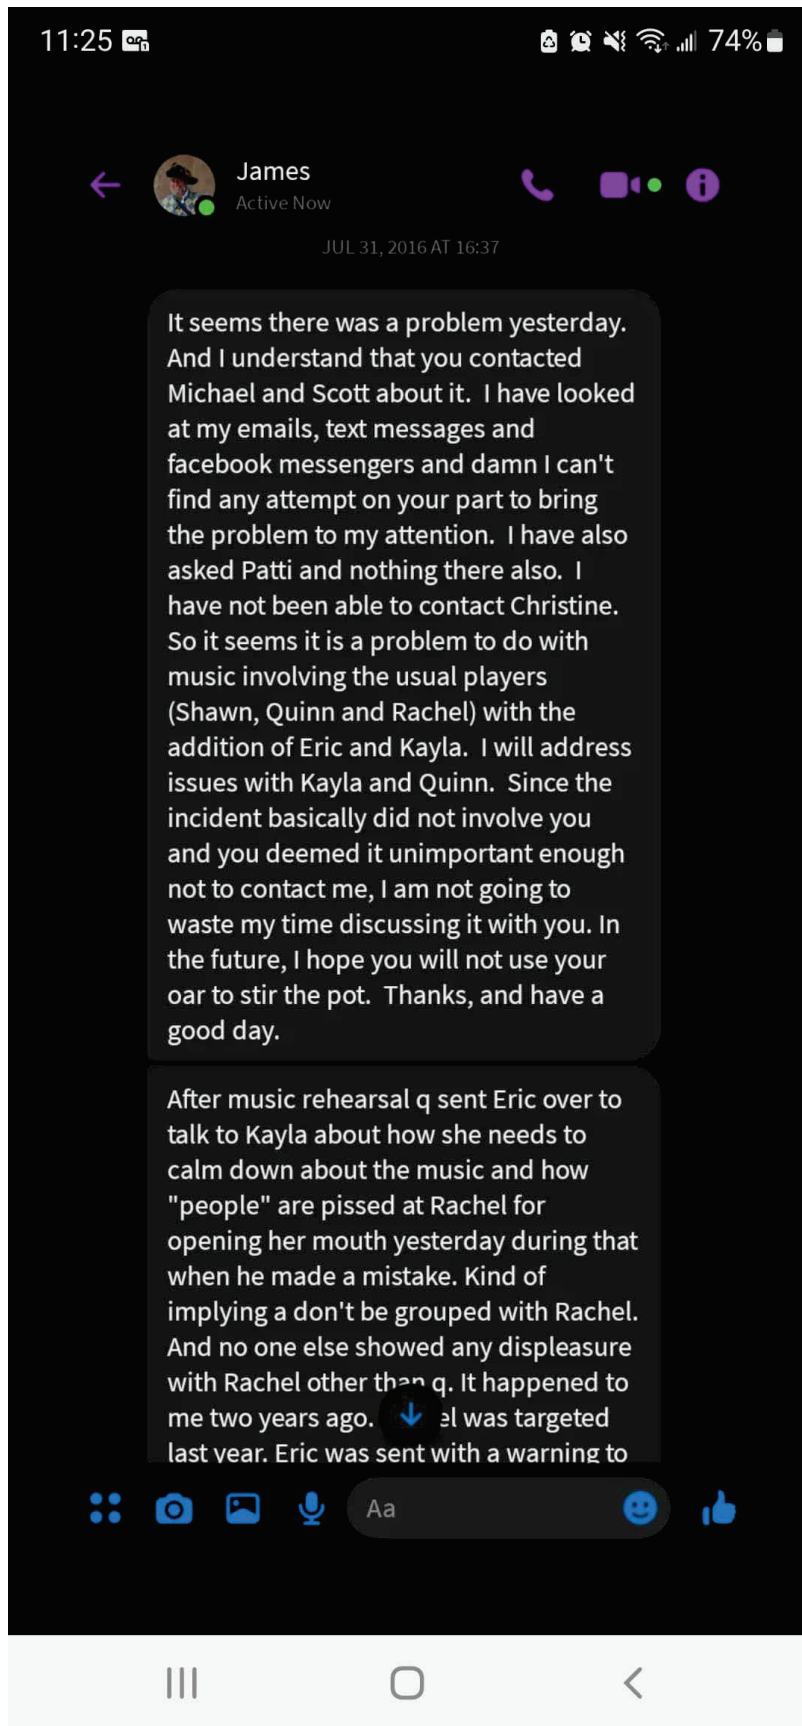 11:25
74%
James
Active Now
JUL 31, 2016 AT 16:37
It seems there was a problem yesterday.
And I understand that you contacted
Michael and Scott about it.  I have looked
at my emails, text messages and
facebook messengers and damn I can't
find any attempt on your part to bring
the problem to my attention.  I have also
asked Patti and nothing there also.  I
have not been able to contact Christine.
So it seems it is a problem to do with
music involving the usual players
(Shawn, Quinn and Rachel) with the
addition of Eric and Kayla.  I will address
issues with Kayla and Quinn.  Since the
incident basically did not involve you
and you deemed it unimportant enough
not to contact me, I am not going to
waste my time discussing it with you. In
the future, I hope you will not use your
oar to stir the pot.  Thanks, and have a
good day.
After music rehearsal q sent Eric over to
talk to Kayla about how she needs to
calm down about the music and how
"people" are pissed at Rachel for
opening her mouth yesterday during that
when he made a mistake. Kind of
implying a don't be grouped with Rachel.
And no one else showed any displeasure
with Rachel other than q. It happened to
me two years ago. el was targeted
last year. Eric was sent with a warning to
Aa